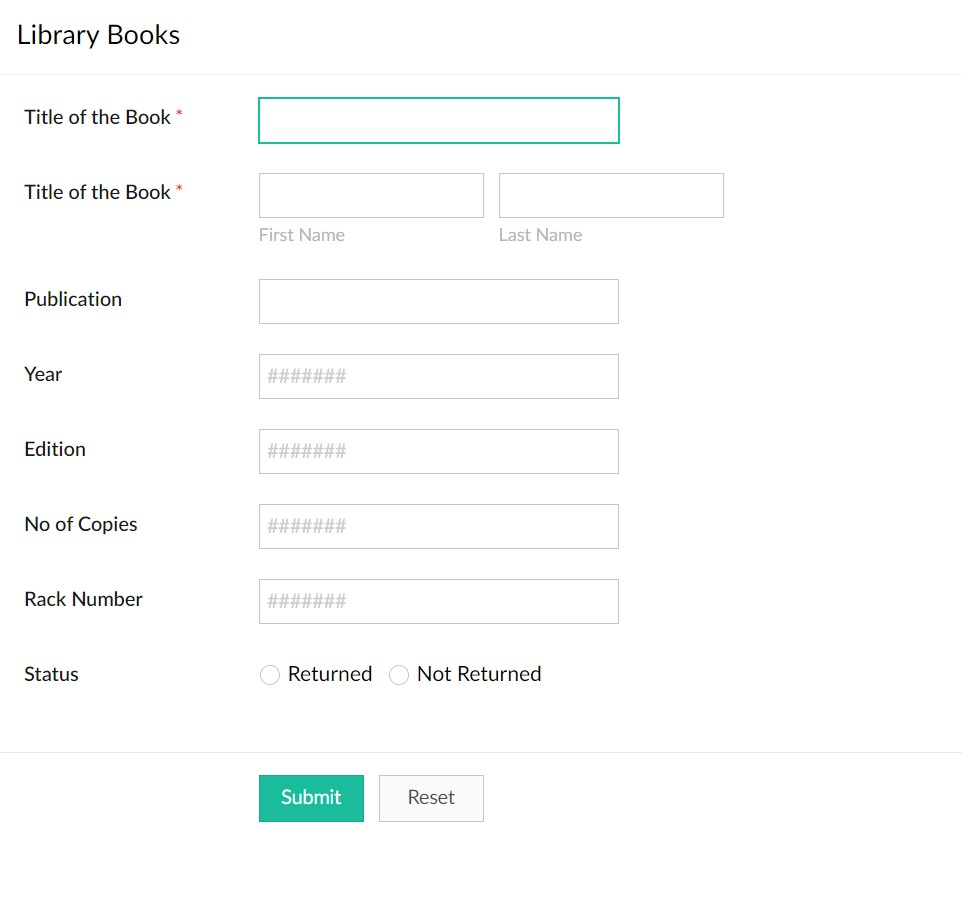 Library Books
Title of the Book *
Title of the Book *
First Name Last Name
Publication
Year #######
Edition #######
No of Copies #######
Rack Number #######
Status Returned Not Returned
Submit Reset